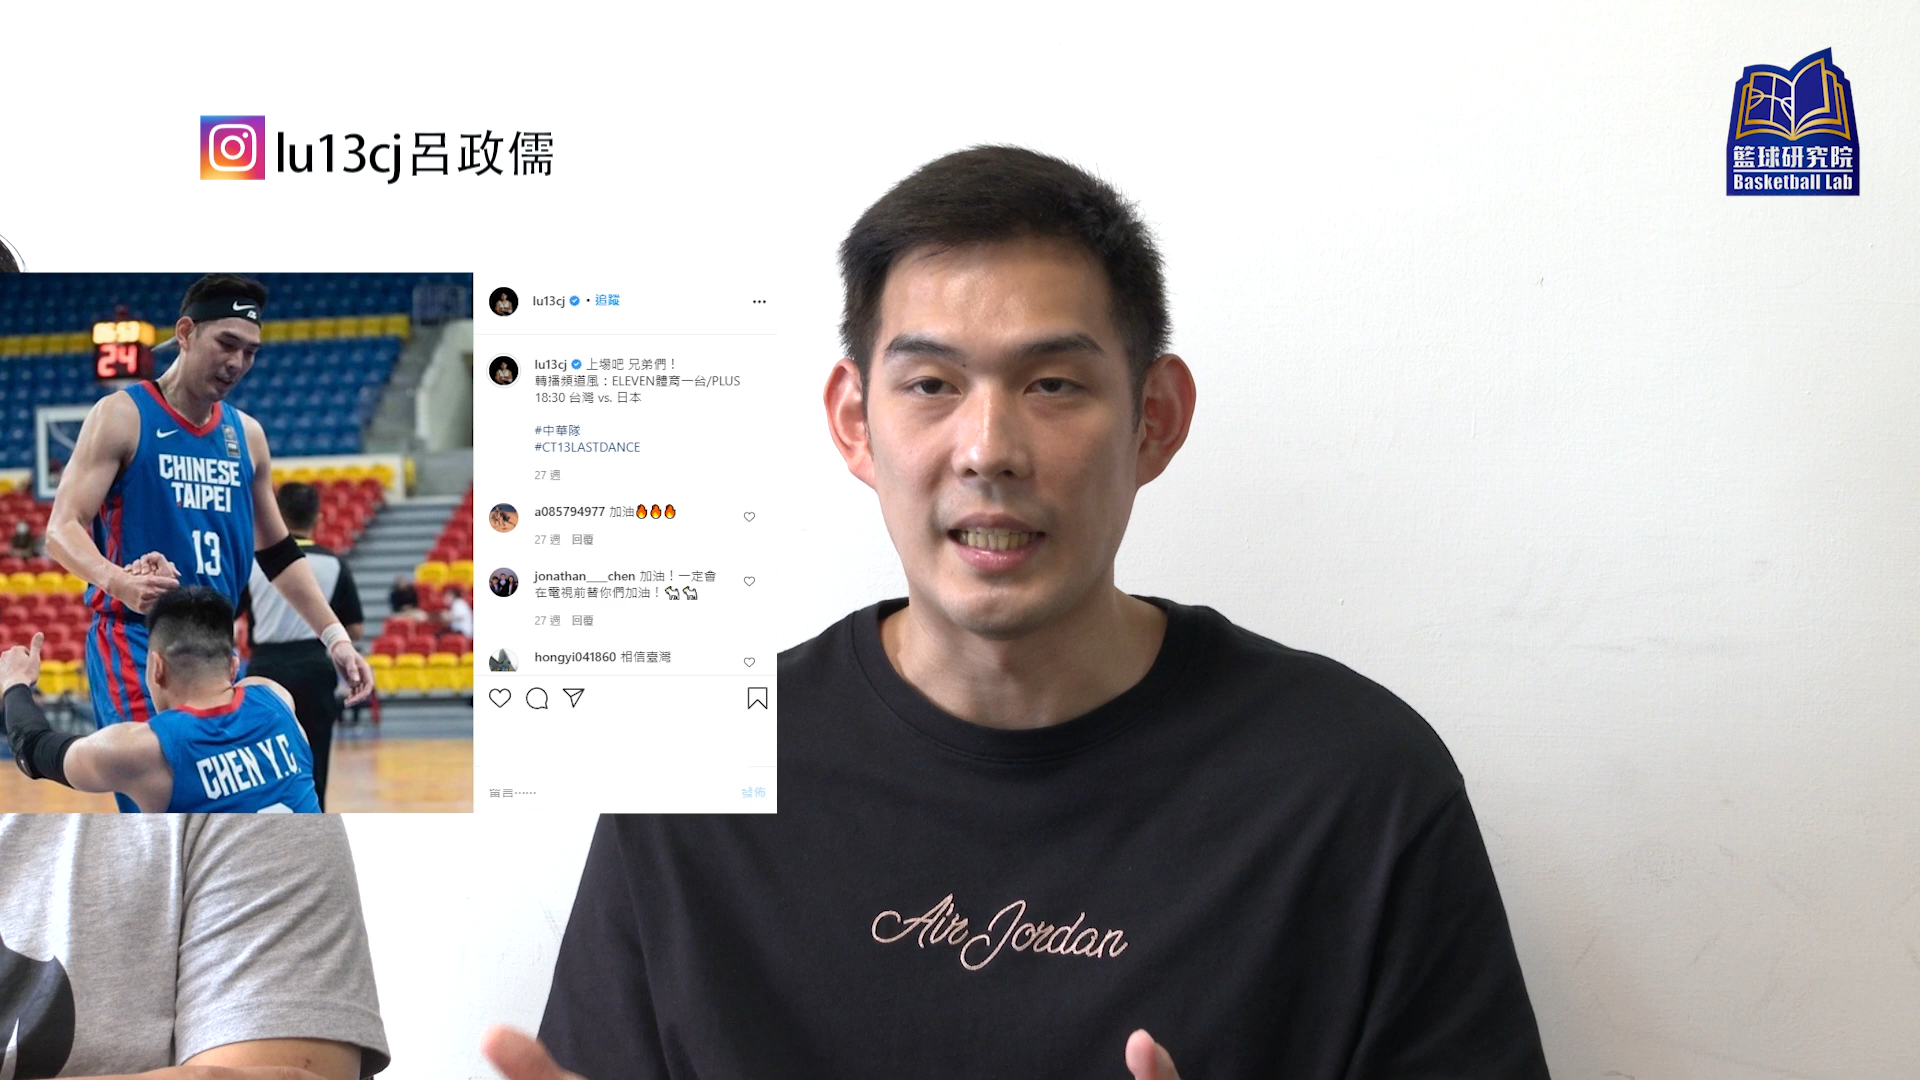 lu13cj呂政儒
籃球研究院
Basketball Lab
24
CHINESE
TAIPEI
13
CHEN Y.C.
lu13cj • 追蹤
lu13cj 上場吧 兄弟們！
轉播頻道風：ELEVEN體育一台/PLUS
18:30 台灣 vs. 日本
#中華隊
#CT13LASTDANCE
27 週
a085794977 加油🔥🔥🔥
27 週 回覆
jonathan___chen 加油！一定會
在電視前替你們加油！🐐🐐
27 週 回覆
hongyi041860 相信臺灣
留言……
發佈
Air Jordan